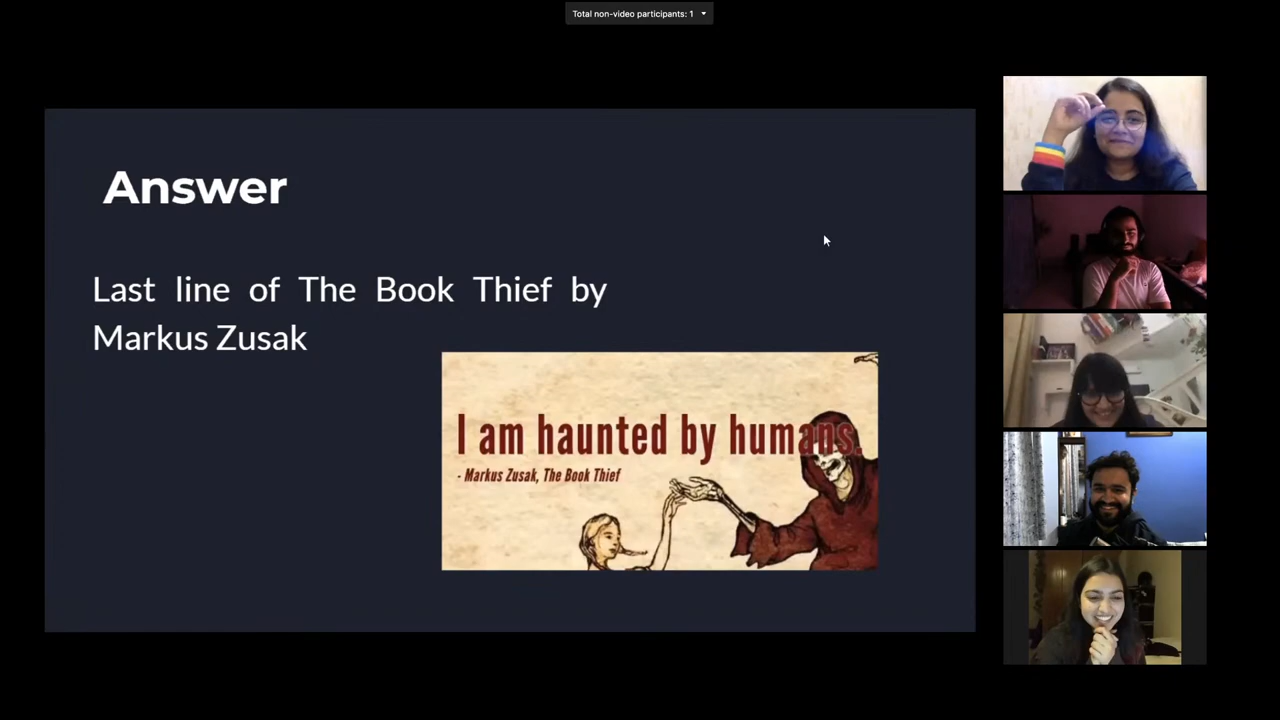 Total non-video participants: 1
Answer
Last line of The Book Thief by
Markus Zusak
I am haunted by humans.
- Markus Zusak, The Book Thief